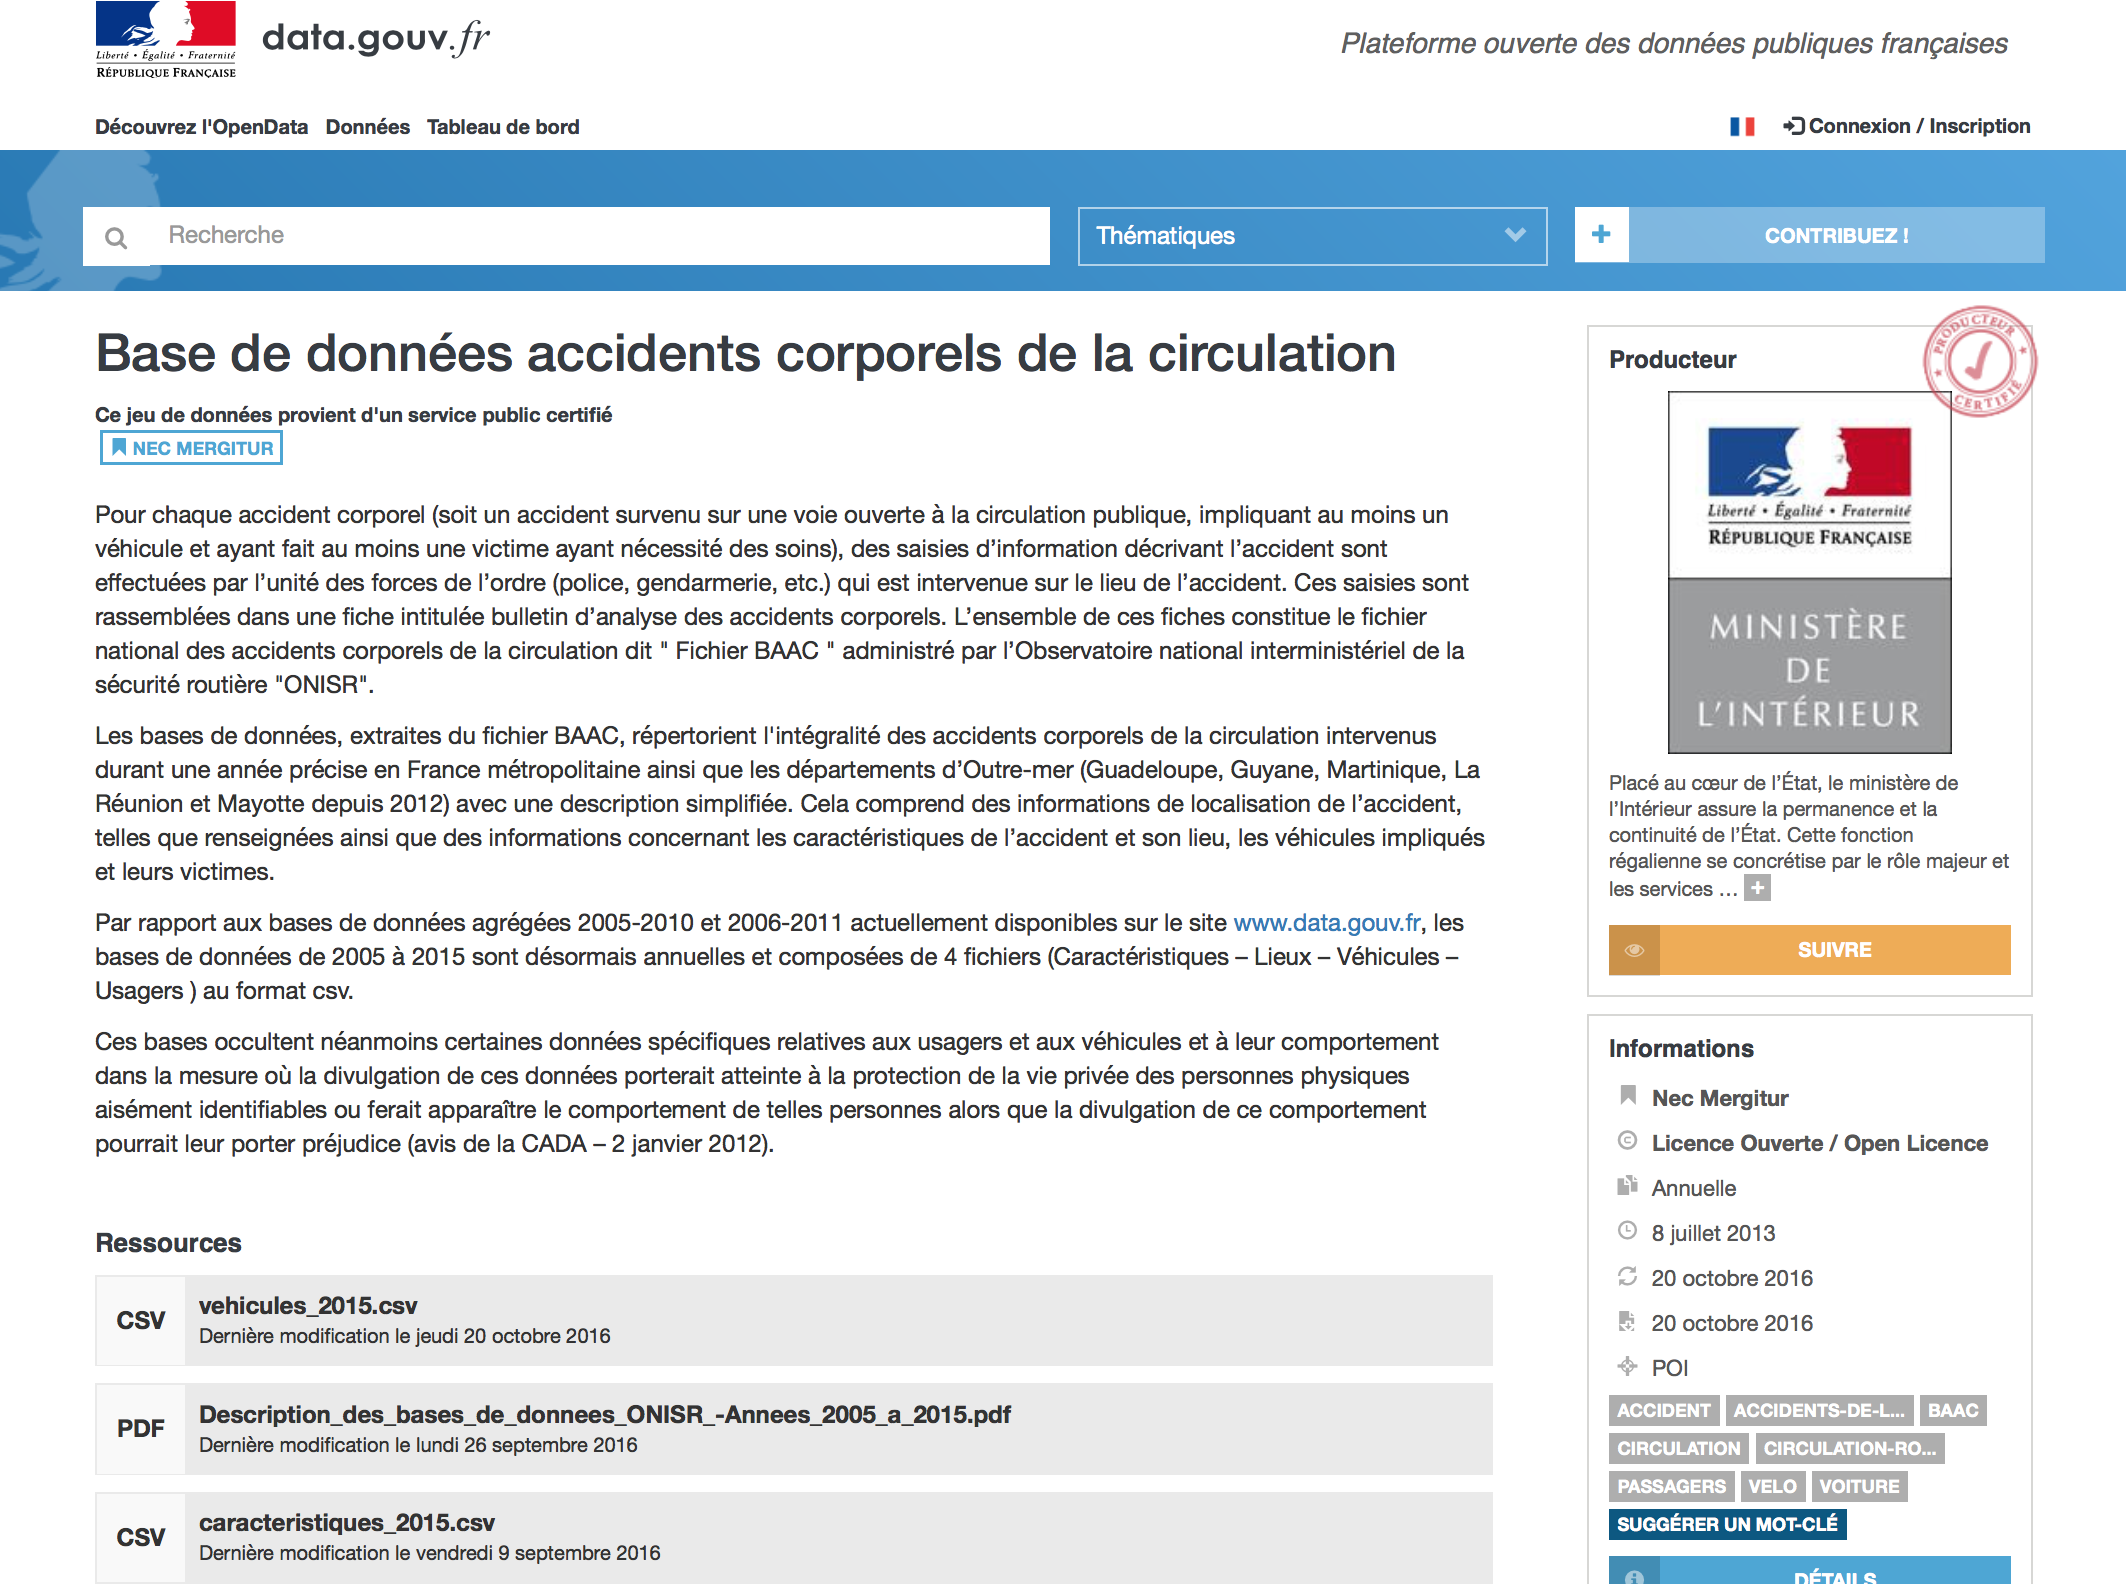 Liberté • Égalité • Fraternité
RÉPUBLIQUE FRANÇAISE
data.gouv.fr
Plateforme ouverte des données publiques françaises
Découvrez l'OpenData Données Tableau de bord
Connexion / Inscription
Recherche
Thématiques
CONTRIBUEZ !
Base de données accidents corporels de la circulation
Ce jeu de données provient d'un service public certifié
NEC MERGITUR
Pour chaque accident corporel (soit un accident survenu sur une voie ouverte à la circulation publique, impliquant au moins un
véhicule et ayant fait au moins une victime ayant nécessité des soins), des saisies d’information décrivant l’accident sont
effectuées par l’unité des forces de l’ordre (police, gendarmerie, etc.) qui est intervenue sur le lieu de l’accident. Ces saisies sont
rassemblées dans une fiche intitulée bulletin d’analyse des accidents corporels. L’ensemble de ces fiches constitue le fichier
national des accidents corporels de la circulation dit " Fichier BAAC " administré par l’Observatoire national interministériel de la
sécurité routière "ONISR".
Les bases de données, extraites du fichier BAAC, répertorient l'intégralité des accidents corporels de la circulation intervenus
durant une année précise en France métropolitaine ainsi que les départements d’Outre-mer (Guadeloupe, Guyane, Martinique, La
Réunion et Mayotte depuis 2012) avec une description simplifiée. Cela comprend des informations de localisation de l’accident,
telles que renseignées ainsi que des informations concernant les caractéristiques de l’accident et son lieu, les véhicules impliqués
et leurs victimes.
Par rapport aux bases de données agrégées 2005-2010 et 2006-2011 actuellement disponibles sur le site www.data.gouv.fr, les
bases de données de 2005 à 2015 sont désormais annuelles et composées de 4 fichiers (Caractéristiques – Lieux – Véhicules –
Usagers ) au format csv.
Ces bases occultent néanmoins certaines données spécifiques relatives aux usagers et aux véhicules et à leur comportement
dans la mesure où la divulgation de ces données porterait atteinte à la protection de la vie privée des personnes physiques
aisément identifiables ou ferait apparaître le comportement de telles personnes alors que la divulgation de ce comportement
pourrait leur porter préjudice (avis de la CADA – 2 janvier 2012).
Ressources
CSV
vehicules_2015.csv
Dernière modification le jeudi 20 octobre 2016
PDF
Description_des_bases_de_donnees_ONISR_-Annees_2005_a_2015.pdf
Dernière modification le lundi 26 septembre 2016
CSV
caracteristiques_2015.csv
Dernière modification le vendredi 9 septembre 2016
Producteur
PRODUCTEUR
CERTIFIÉ
Liberté • Égalité • Fraternité
RÉPUBLIQUE FRANÇAISE
MINISTÈRE
DE
L’INTÉRIEUR
Placé au cœur de l’État, le ministère de
l’Intérieur assure la permanence et la
continuité de l’État. Cette fonction
régalienne se concrétise par le rôle majeur et
les services …
SUIVRE
Informations
Nec Mergitur
Licence Ouverte / Open Licence
Annuelle
8 juillet 2013
20 octobre 2016
20 octobre 2016
POI
ACCIDENT ACCIDENTS-DE-L... BAAC
CIRCULATION CIRCULATION-RO...
PASSAGERS VELO VOITURE
SUGGÉRER UN MOT-CLÉ
DÉTAILS